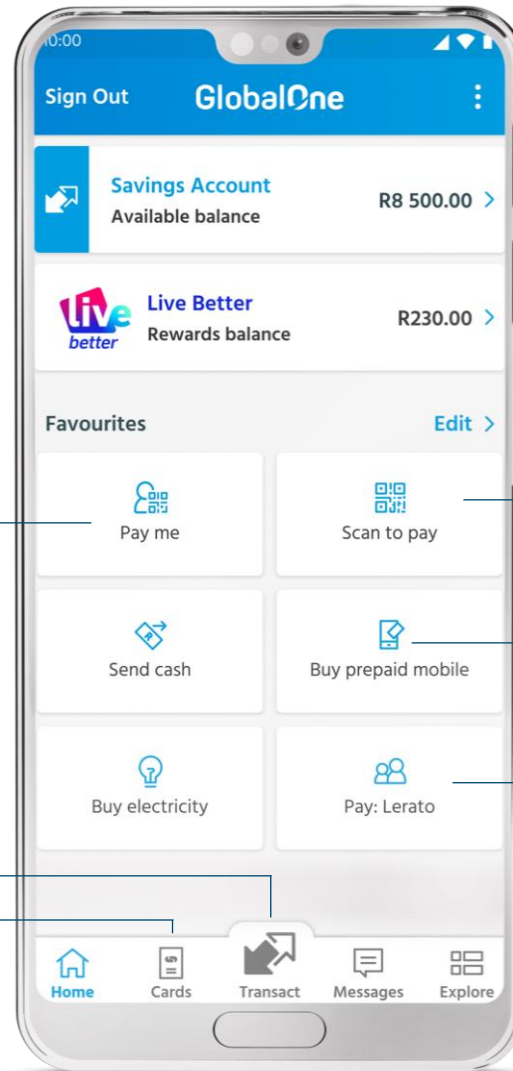 10:00
Sign Out
GlobalOne
Savings Account
Available balance
R8 500.00
live
better
Live Better
Rewards balance
R230.00
Favourites
Edit
Pay me
Scan to pay
Send cash
Buy prepaid mobile
Buy electricity
Pay: Lerato
Home
Cards
Transact
Messages
Explore